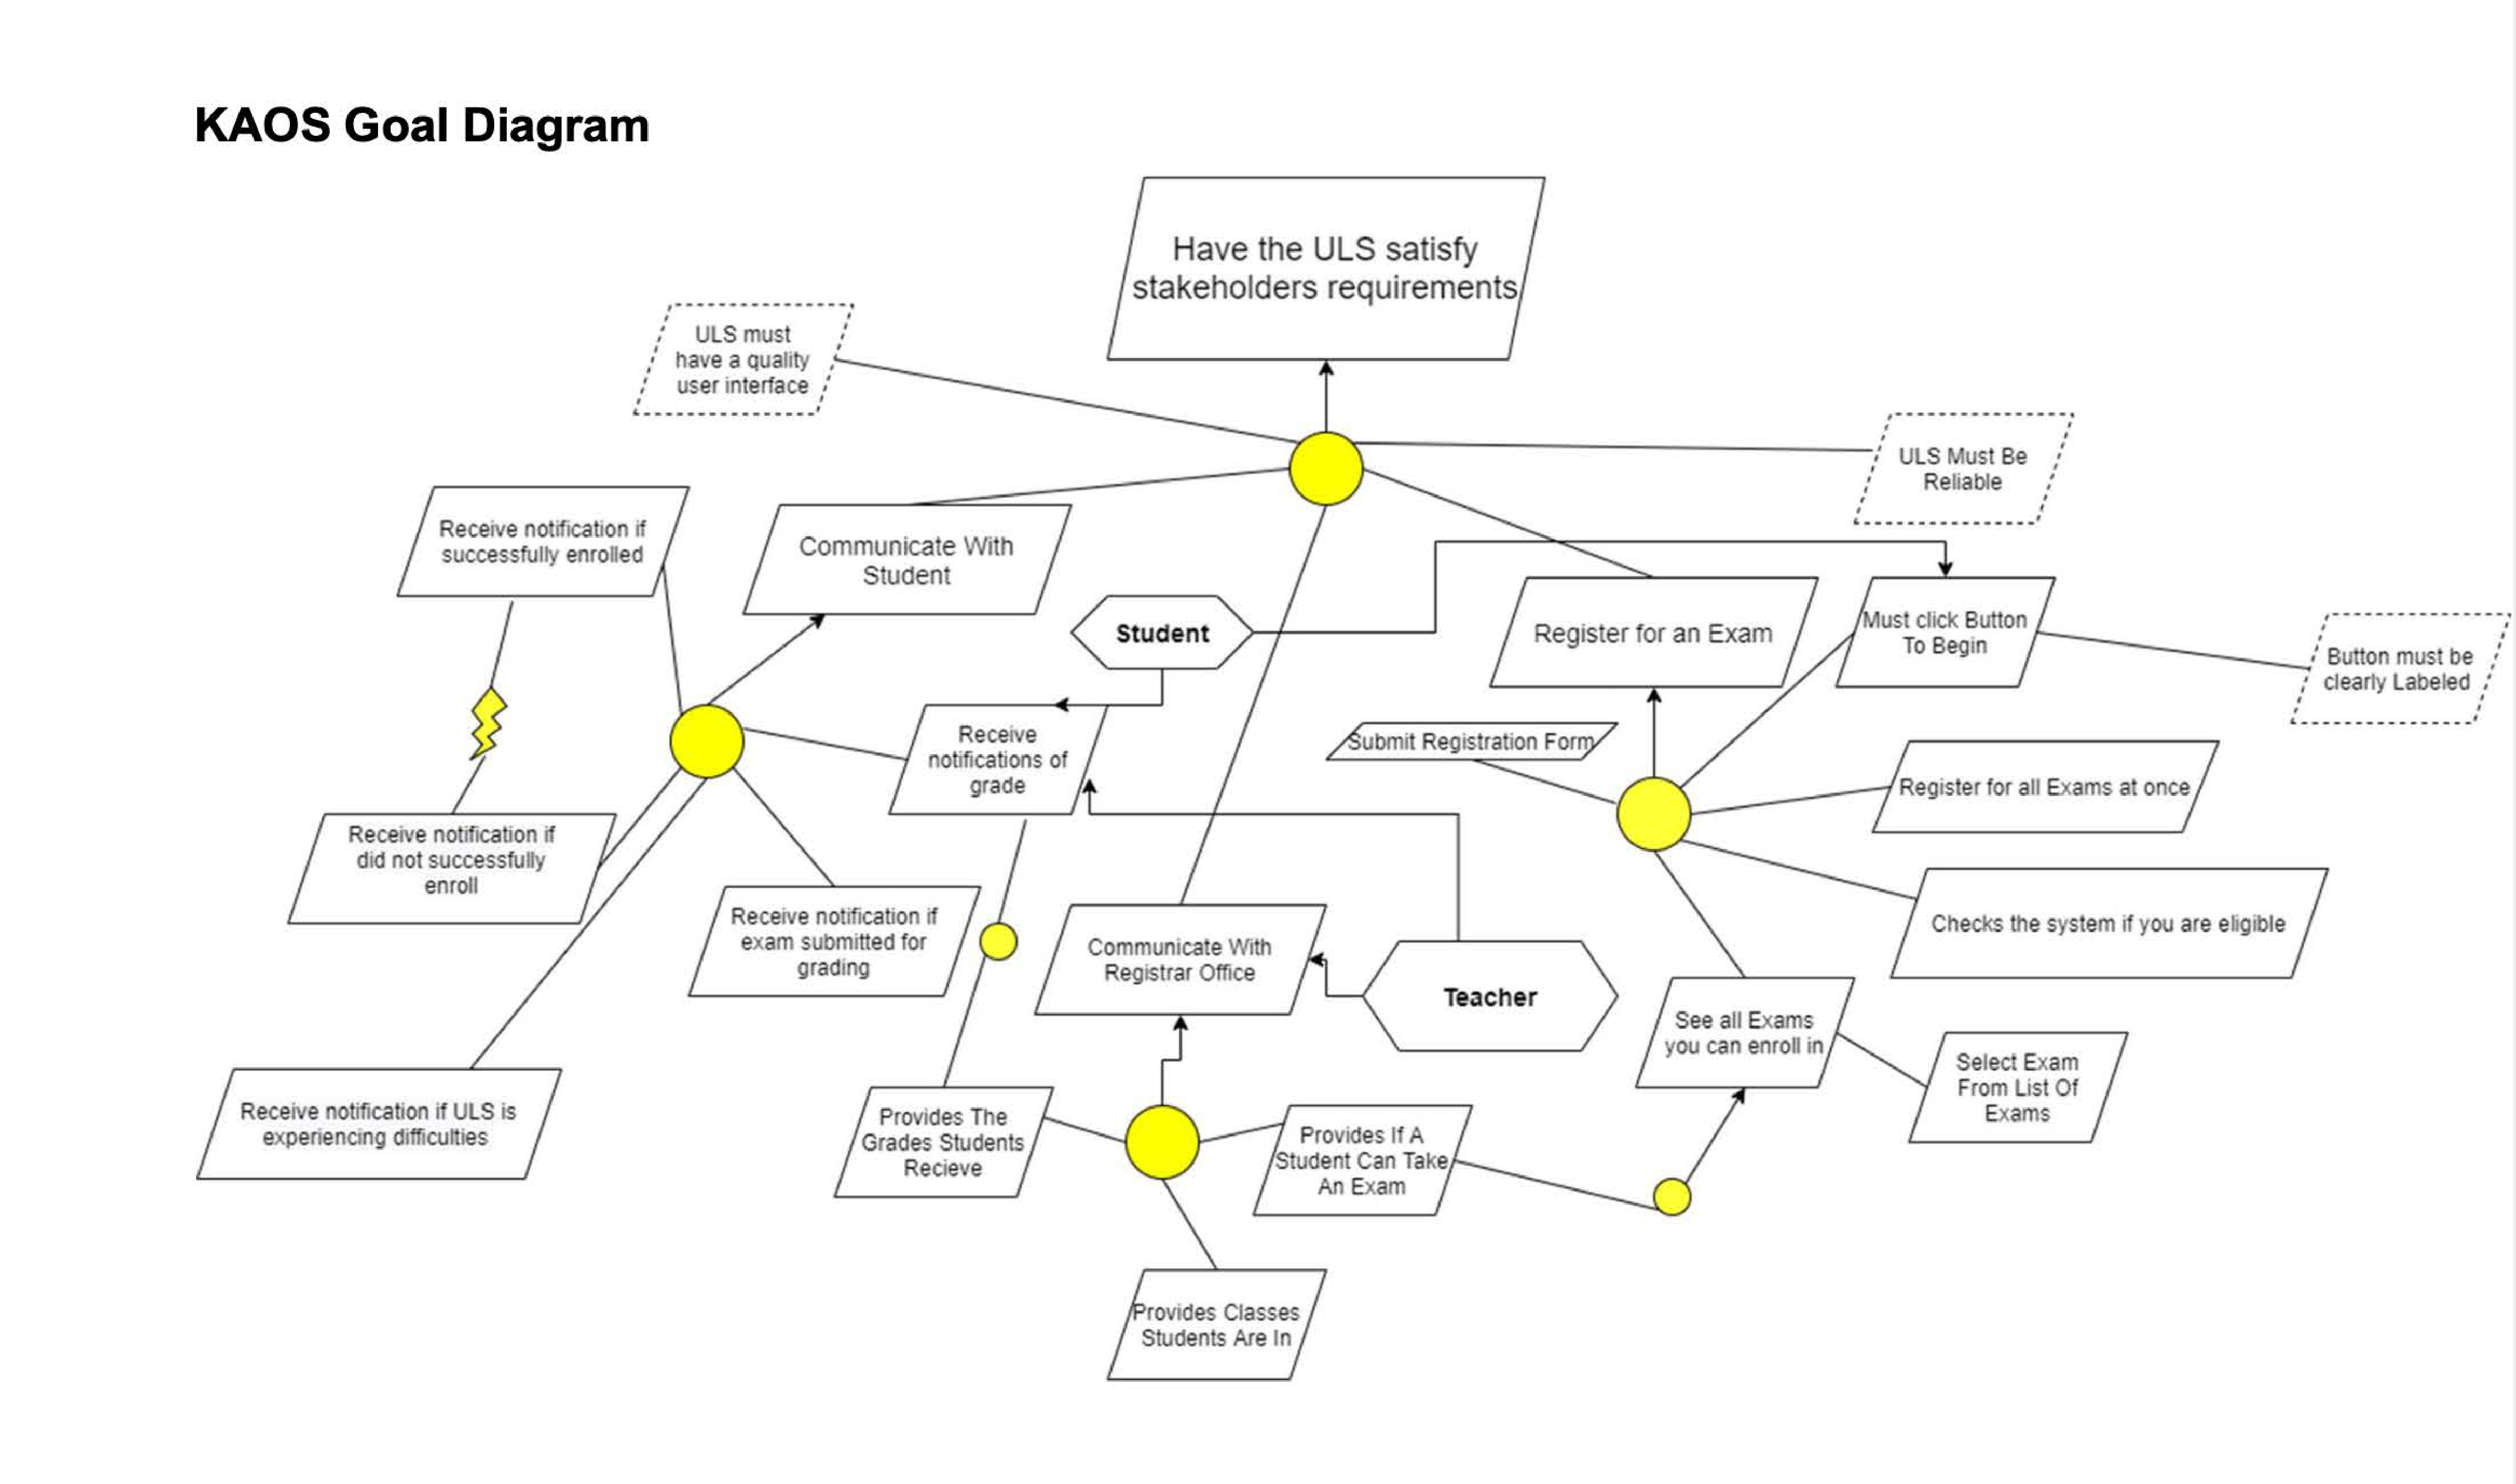 KAOS Goal Diagram
Have the ULS satisfy
stakeholders requirements
ULS must
have a quality
user interface
ULS Must Be
Reliable
Receive notification if
successfully enrolled
Communicate With
Student
Student
Register for an Exam
Must click Button
To Begin
Button must be
clearly Labeled
Receive
notifications of
grade
Submit Registration Form
Register for all Exams at once
Receive notification if
did not successfully
enroll
Receive notification if
exam submitted for
grading
Communicate With
Registrar Office
Teacher
Checks the system if you are eligible
See all Exams
you can enroll in
Select Exam
From List Of
Exams
Receive notification if ULS is
experiencing difficulties
Provides The
Grades Students
Recieve
Provides If A
Student Can Take
An Exam
Provides Classes
Students Are In